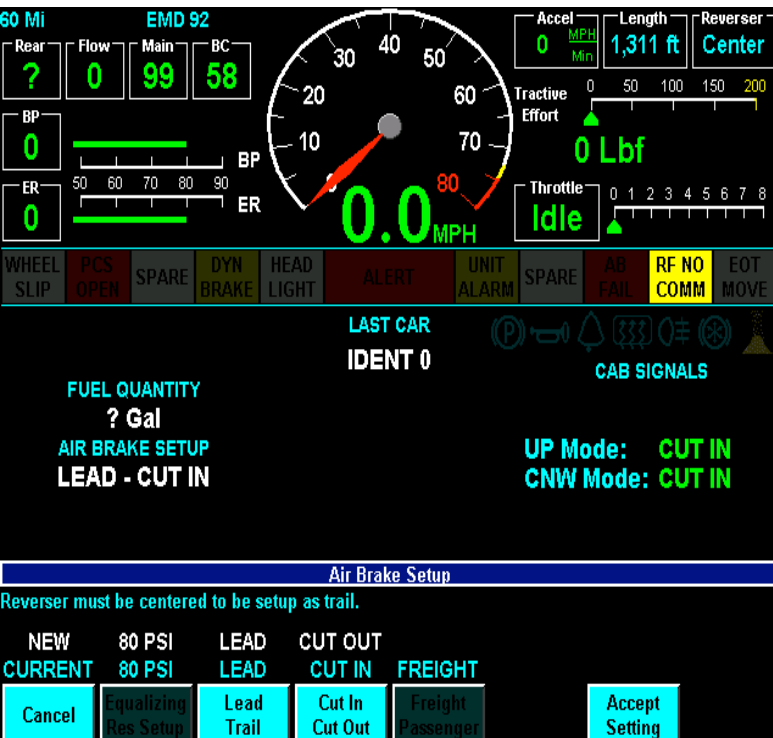 60 Mi EMD 92
Rear Flow Main BC
? 0 99 58
BP
0
BP
50 60 70 80 90
ER
ER
0
0 10 20 30 40 50 60 70 80
0.0 MPH
Accel Length Reverser
0 MPH Min 1,311 ft Center
Tractive Effort
0 50 100 150 200
0 Lbf
Throttle
Idle
0 1 2 3 4 5 6 7 8
WHEEL SLIP PCS OPEN SPARE DYN BRAKE HEAD LIGHT ALERT UNIT ALARM SPARE AB FAIL RF NO COMM EOT MOVE
LAST CAR
IDENT 0
(P)
CAB SIGNALS
FUEL QUANTITY
? Gal
AIR BRAKE SETUP
LEAD - CUT IN
UP Mode: CUT IN
CNW Mode: CUT IN
Air Brake Setup
Reverser must be centered to be setup as trail.
NEW 80 PSI LEAD CUT OUT
CURRENT 80 PSI LEAD CUT IN FREIGHT
Cancel
Equalizing
Res Setup
Lead
Trail
Cut In
Cut Out
Freight
Passenger
Accept
Setting